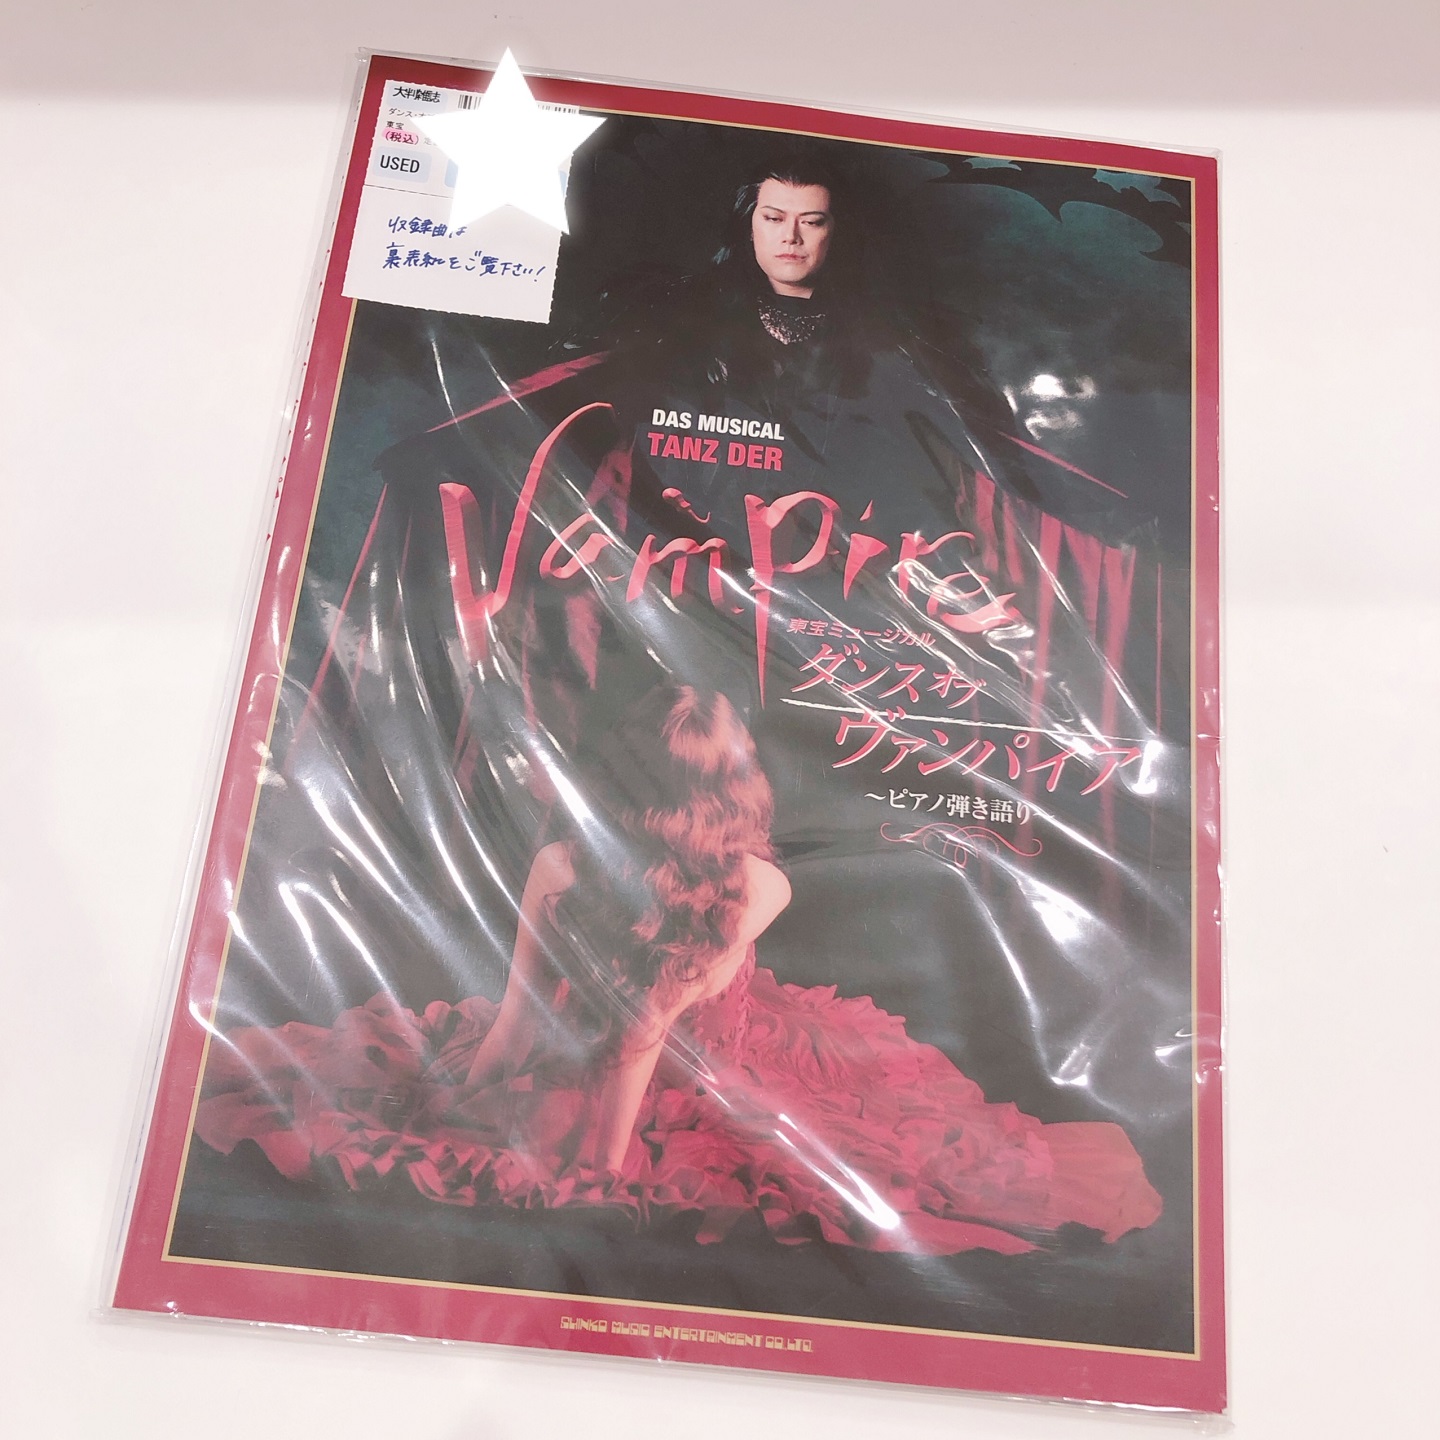 大判雑誌
ダンス・オ
東宝
(税込)
USED
収録曲は
裏表紙をご覧下さい!
DAS MUSICAL
TANZ DER
Vampire
東宝ミュージカル
ダンス オブ
ヴァンパイア
〜ピアノ弾き語り〜
SHINKO MUSIC ENTERTAINMENT CO.,LTD.